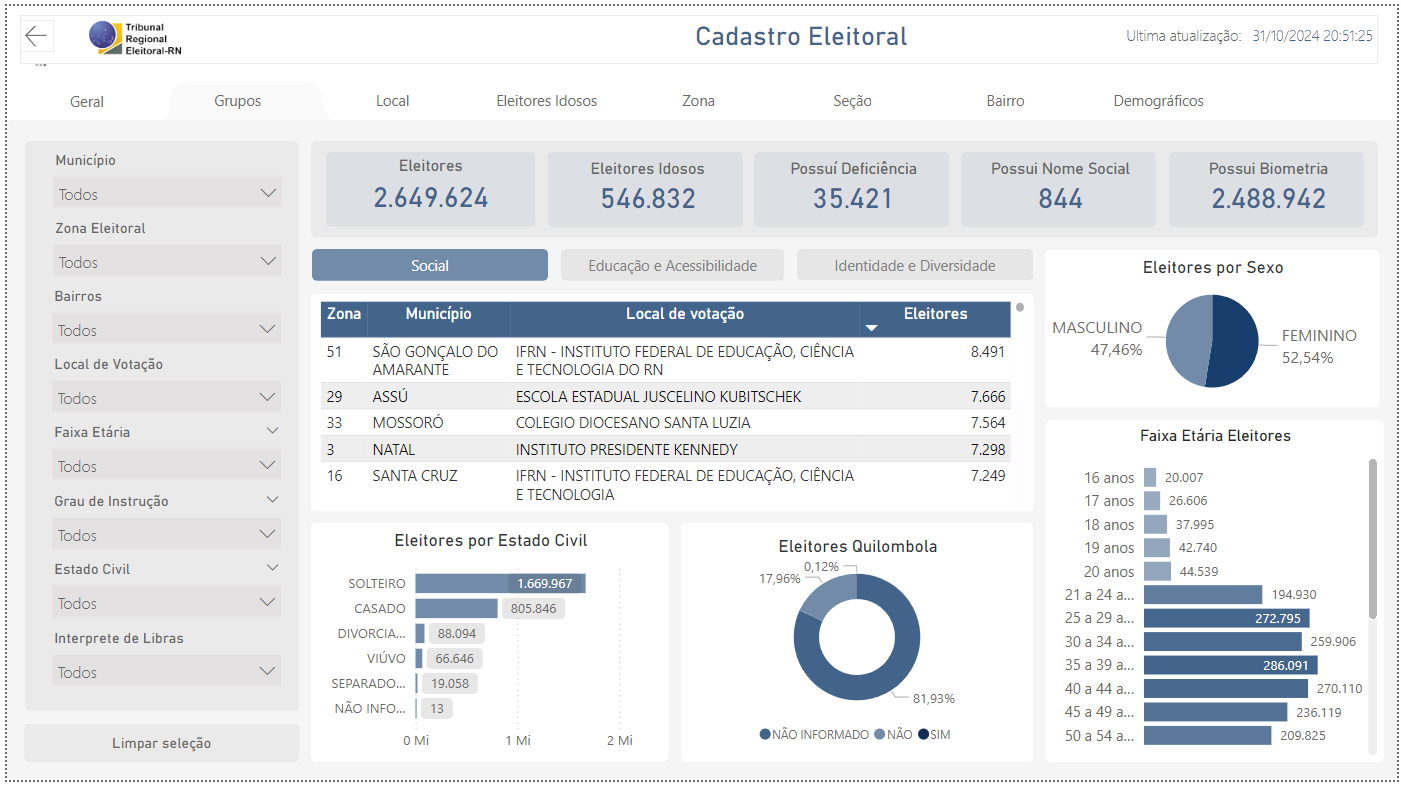 Tribunal
Regional
Eleitoral-RN
Cadastro Eleitoral
Ultima atualização: 31/10/2024 20:51:25
Geral
Grupos
Local
Eleitores Idosos
Zona
Seção
Bairro
Demográficos
Município
Todos
Zona Eleitoral
Todos
Bairros
Todos
Local de Votação
Todos
Faixa Etária
Todos
Grau de Instrução
Todos
Estado Civil
Todos
Interprete de Libras
Todos
Limpar seleção
Eleitores
2.649.624
Eleitores Idosos
546.832
Possuí Deficiência
35.421
Possui Nome Social
844
Possui Biometria
2.488.942
Social
Educação e Acessibilidade
Identidade e Diversidade
Zona Município Local de votação Eleitores
51 SÃO GONÇALO DO IFRN - INSTITUTO FEDERAL DE EDUCAÇÃO, CIÊNCIA 8.491
AMARANTE E TECNOLOGIA DO RN
29 ASSÚ ESCOLA ESTADUAL JUSCELINO KUBITSCHEK 7.666
33 MOSSORÓ COLEGIO DIOCESANO SANTA LUZIA 7.564
3 NATAL INSTITUTO PRESIDENTE KENNEDY 7.298
16 SANTA CRUZ IFRN - INSTITUTO FEDERAL DE EDUCAÇÃO, CIÊNCIA 7.249
E TECNOLOGIA
Eleitores por Sexo
MASCULINO
47,46%
FEMININO
52,54%
Eleitores por Estado Civil
SOLTEIRO 1.669.967
CASADO 805.846
DIVORCIA... 88.094
VIÚVO 66.646
SEPARADO... 19.058
NÃO INFO... 13
0 Mi 1 Mi 2 Mi
Eleitores Quilombola
0,12%
17,96%
81,93%
NÃO INFORMADO NÃO SIM
Faixa Etária Eleitores
16 anos 20.007
17 anos 26.606
18 anos 37.995
19 anos 42.740
20 anos 44.539
21 a 24 a... 194.930
25 a 29 a... 272.795
30 a 34 a... 259.906
35 a 39 a... 286.091
40 a 44 a... 270.110
45 a 49 a... 236.119
50 a 54 a... 209.825